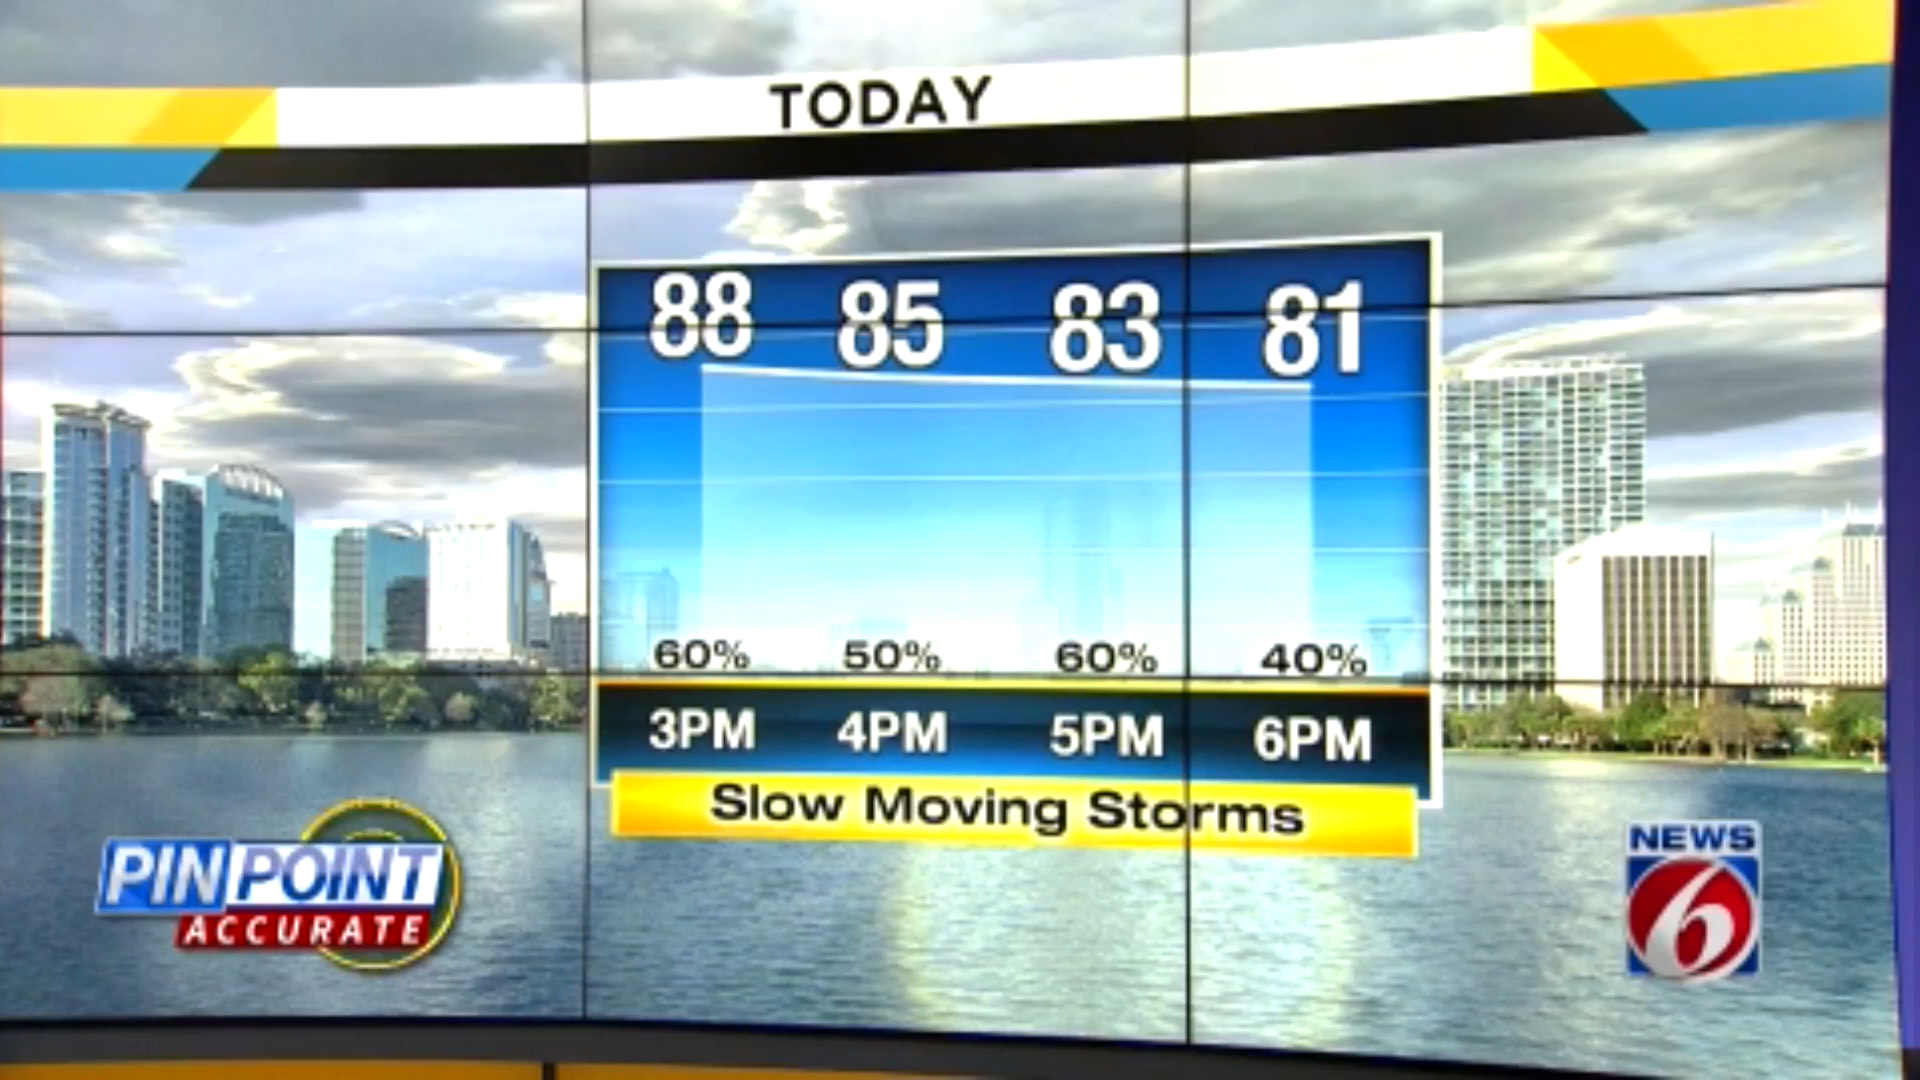 TODAY
88 85 83 81
60% 50% 60% 40%
3PM 4PM 5PM 6PM
Slow Moving Storms
PINPOINT
ACCURATE
NEWS
6